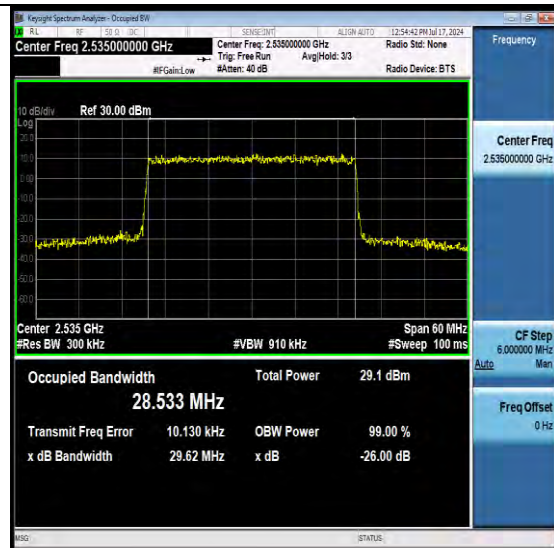 Keysight Spectrum Analyzer - Occupied BW
RL RF 50 Ω DC SENSE:INT ALIGN AUTO 12:54:42 PM Jul 17, 2024
Center Freq 2.535000000 GHz
Center Freq: 2.535000000 GHz
Radio Std: None
Trig: Free Run Avg|Hold: 3/3
#IFGain:Low #Atten: 40 dB Radio Device: BTS
10 dB/div Ref 30.00 dBm
Log
20.0
10.0
0.00
-10.0
-20.0
-30.0
-40.0
-50.0
-60.0
Center 2.535 GHz Span 60 MHz
#Res BW 300 kHz #VBW 910 kHz #Sweep 100 ms
Occupied Bandwidth Total Power 29.1 dBm
28.533 MHz
Transmit Freq Error 10.130 kHz OBW Power 99.00 %
x dB Bandwidth 29.62 MHz x dB -26.00 dB
MSG STATUS
Frequency
Center Freq
2.535000000 GHz
CF Step
6.000000 MHz
Auto Man
Freq Offset
0 Hz